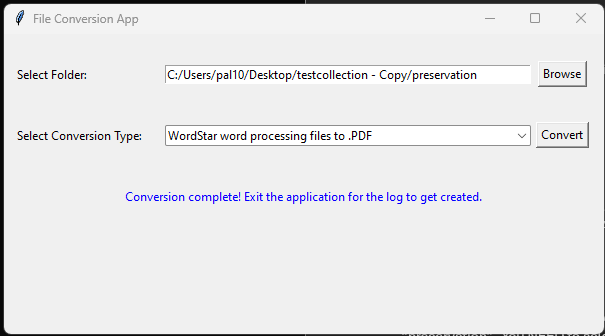 File Conversion App
Select Folder: C:/Users/pal10/Desktop/testcollection - Copy/preservation Browse
Select Conversion Type: WordStar word processing files to .PDF Convert
Conversion complete! Exit the application for the log to get created.